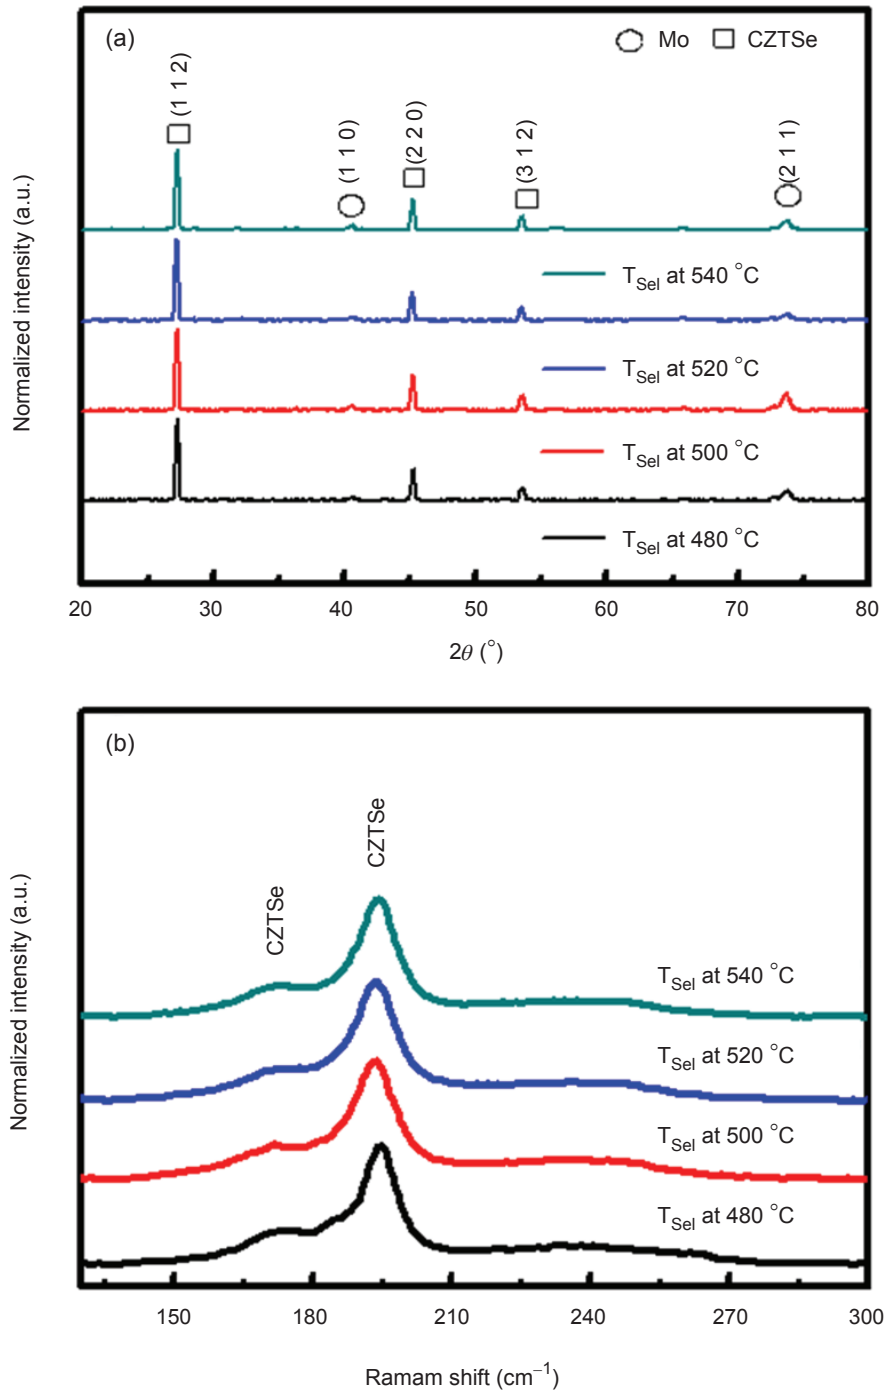 (a)
Mo CZTSe
(1 1 2)
(1 1 0)
(2 2 0)
(3 1 2)
(2 1 1)
T_Sel at 540 °C
T_Sel at 520 °C
T_Sel at 500 °C
T_Sel at 480 °C
Normalized intensity (a.u.)
20 30 40 50 60 70 80
2θ (°)
(b)
CZTSe
CZTSe
T_Sel at 540 °C
T_Sel at 520 °C
T_Sel at 500 °C
T_Sel at 480 °C
Normalized intensity (a.u.)
150 180 210 240 270 300
Ramam shift (cm⁻¹)